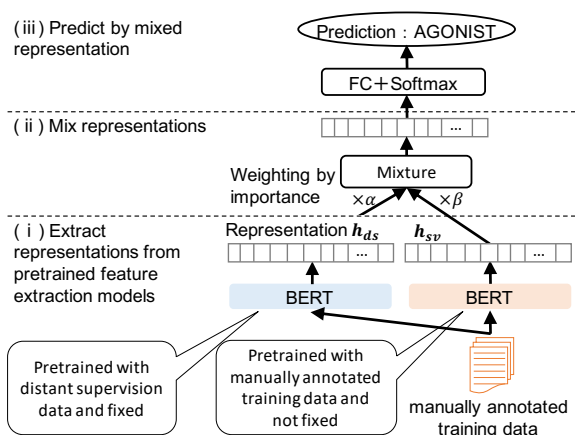 (iii) Predict by mixed
representation
Prediction : AGONIST
FC+Softmax
(ii) Mix representations
...
Weighting by
importance
Mixture
×α
×β
(i) Extract
representations from
pretrained feature
extraction models
Representation h_ds
h_sv
...
...
BERT
BERT
Pretrained with
distant supervision
data and fixed
Pretrained with
manually annotated
training data and
not fixed
manually annotated
training data